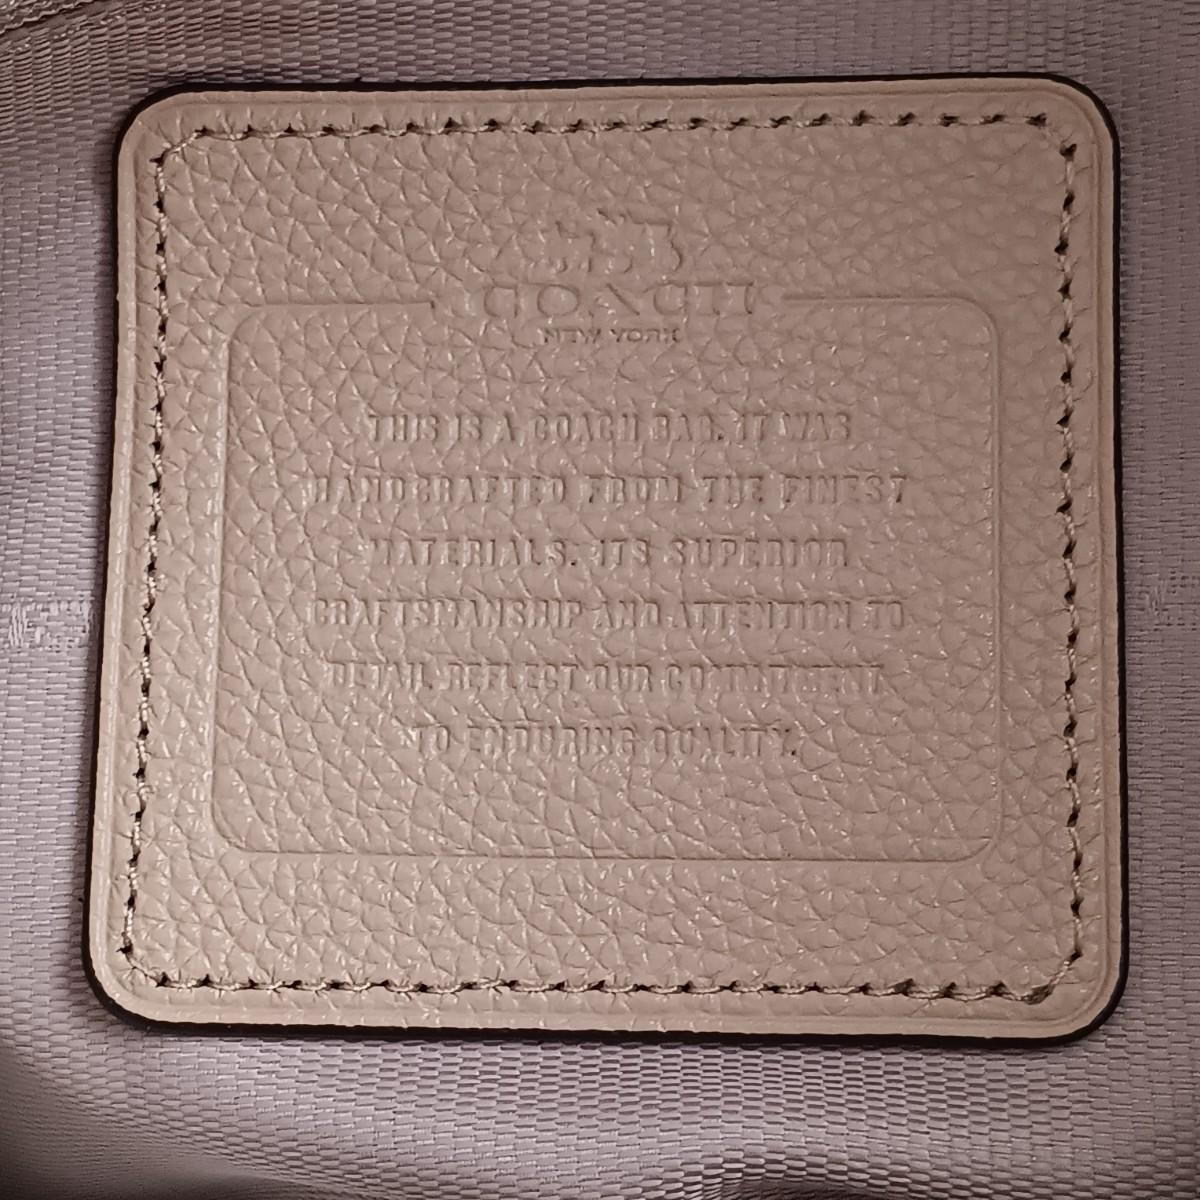 COACH
NEW YORK
THIS IS A COACH BAG. IT WAS
HANDCRAFTED FROM THE FINEST
MATERIALS. ITS SUPERIOR
CRAFTSMANSHIP AND ATTENTION TO
DETAIL REFLECT OUR COMMITMENT
TO ENDURING QUALITY.